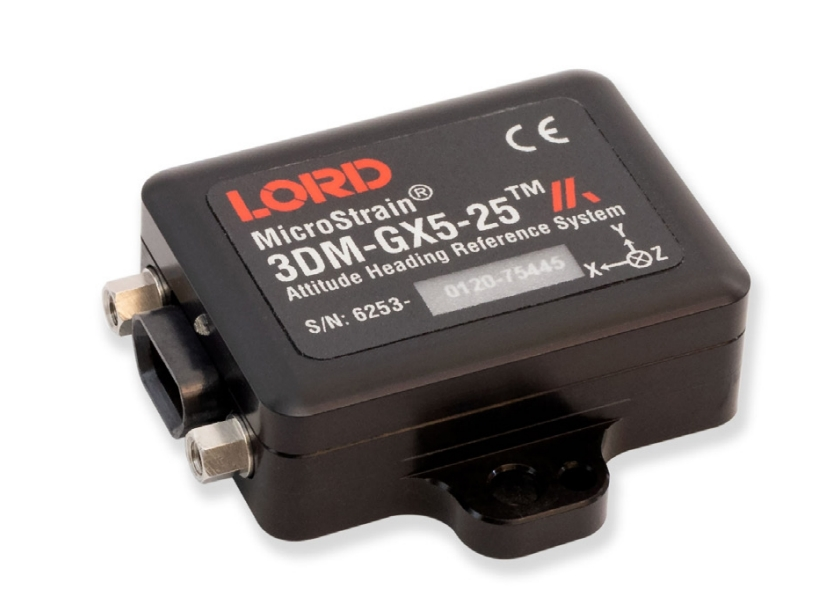 CE
LORD
MicroStrain®
3DM-GX5-25™
Attitude Heading Reference System
S/N: 6253- 0120-75445
Y
X Z